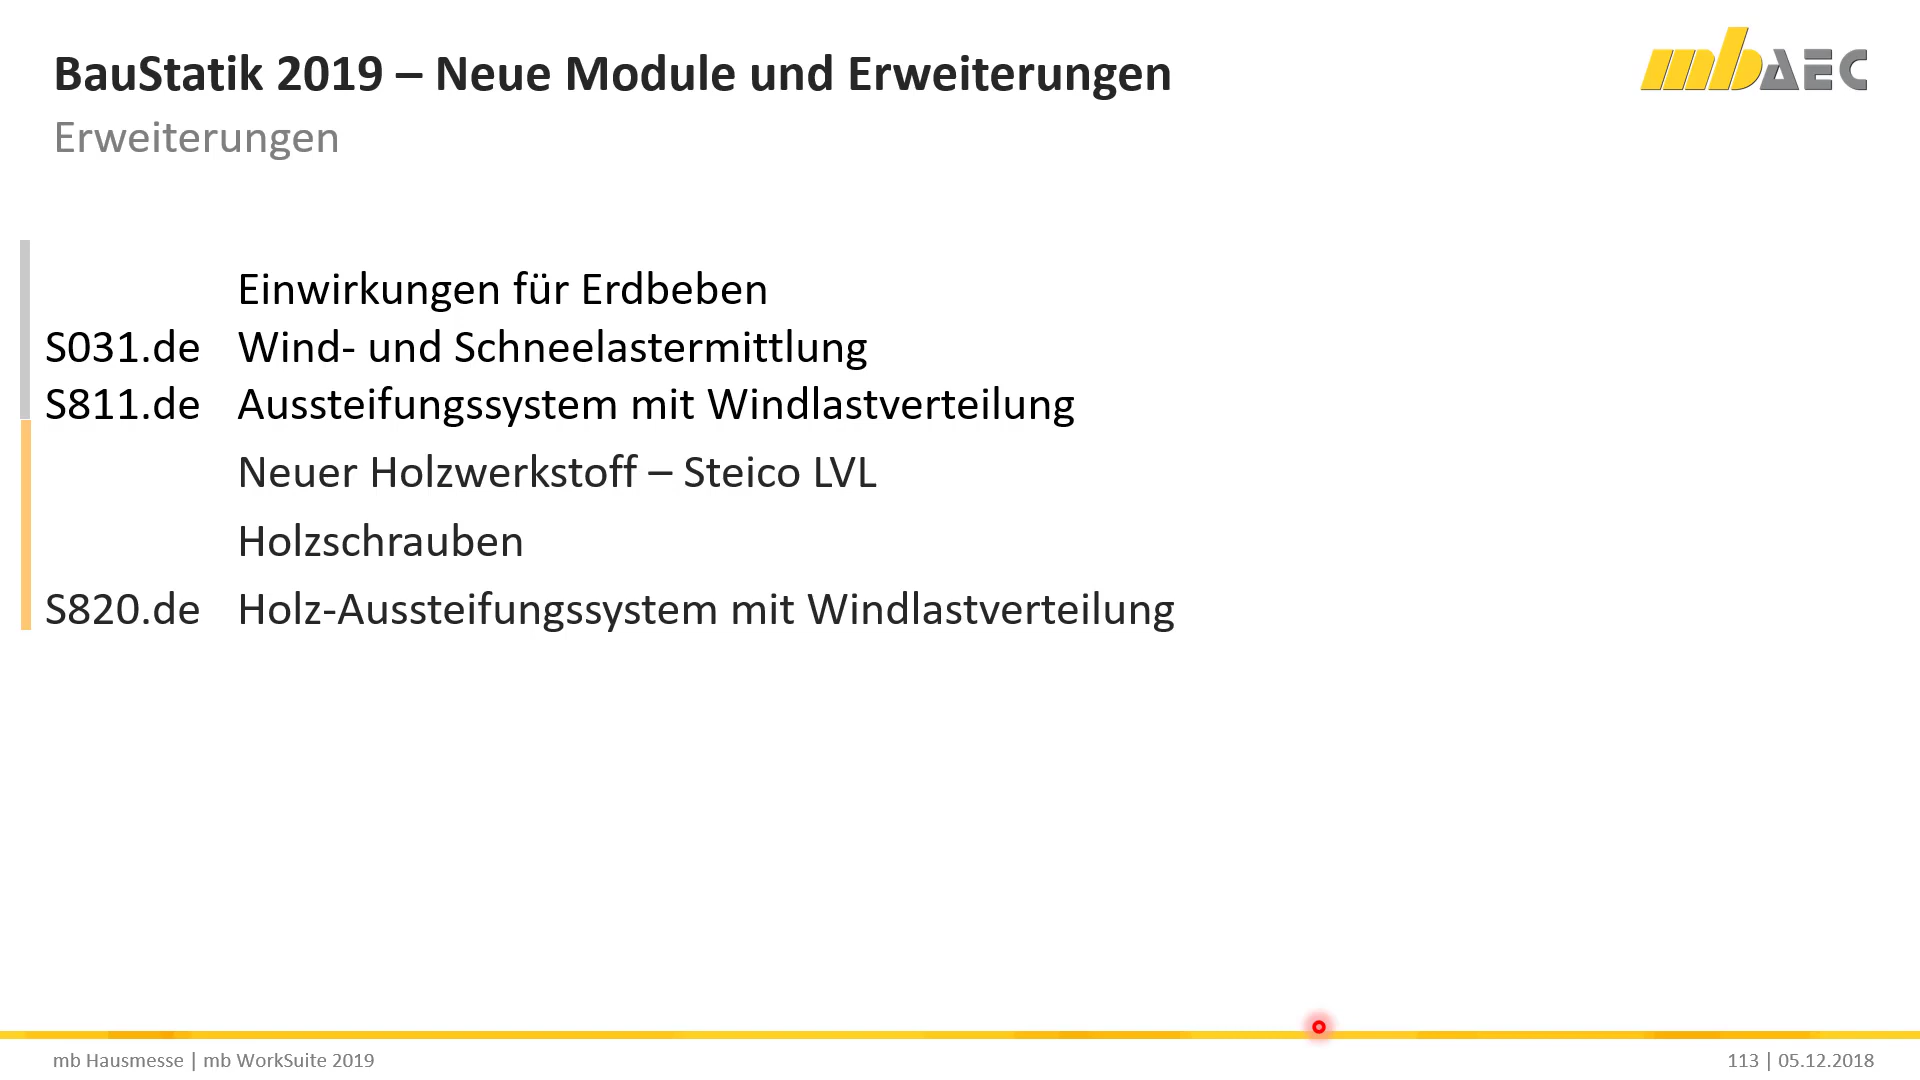 BauStatik 2019 – Neue Module und Erweiterungen
mbAEC
Erweiterungen
Einwirkungen für Erdbeben
S031.de Wind- und Schneelastermittlung
S811.de Aussteifungssystem mit Windlastverteilung
Neuer Holzwerkstoff – Steico LVL
Holzschrauben
S820.de Holz-Aussteifungssystem mit Windlastverteilung
mb Hausmesse | mb WorkSuite 2019
113 | 05.12.2018